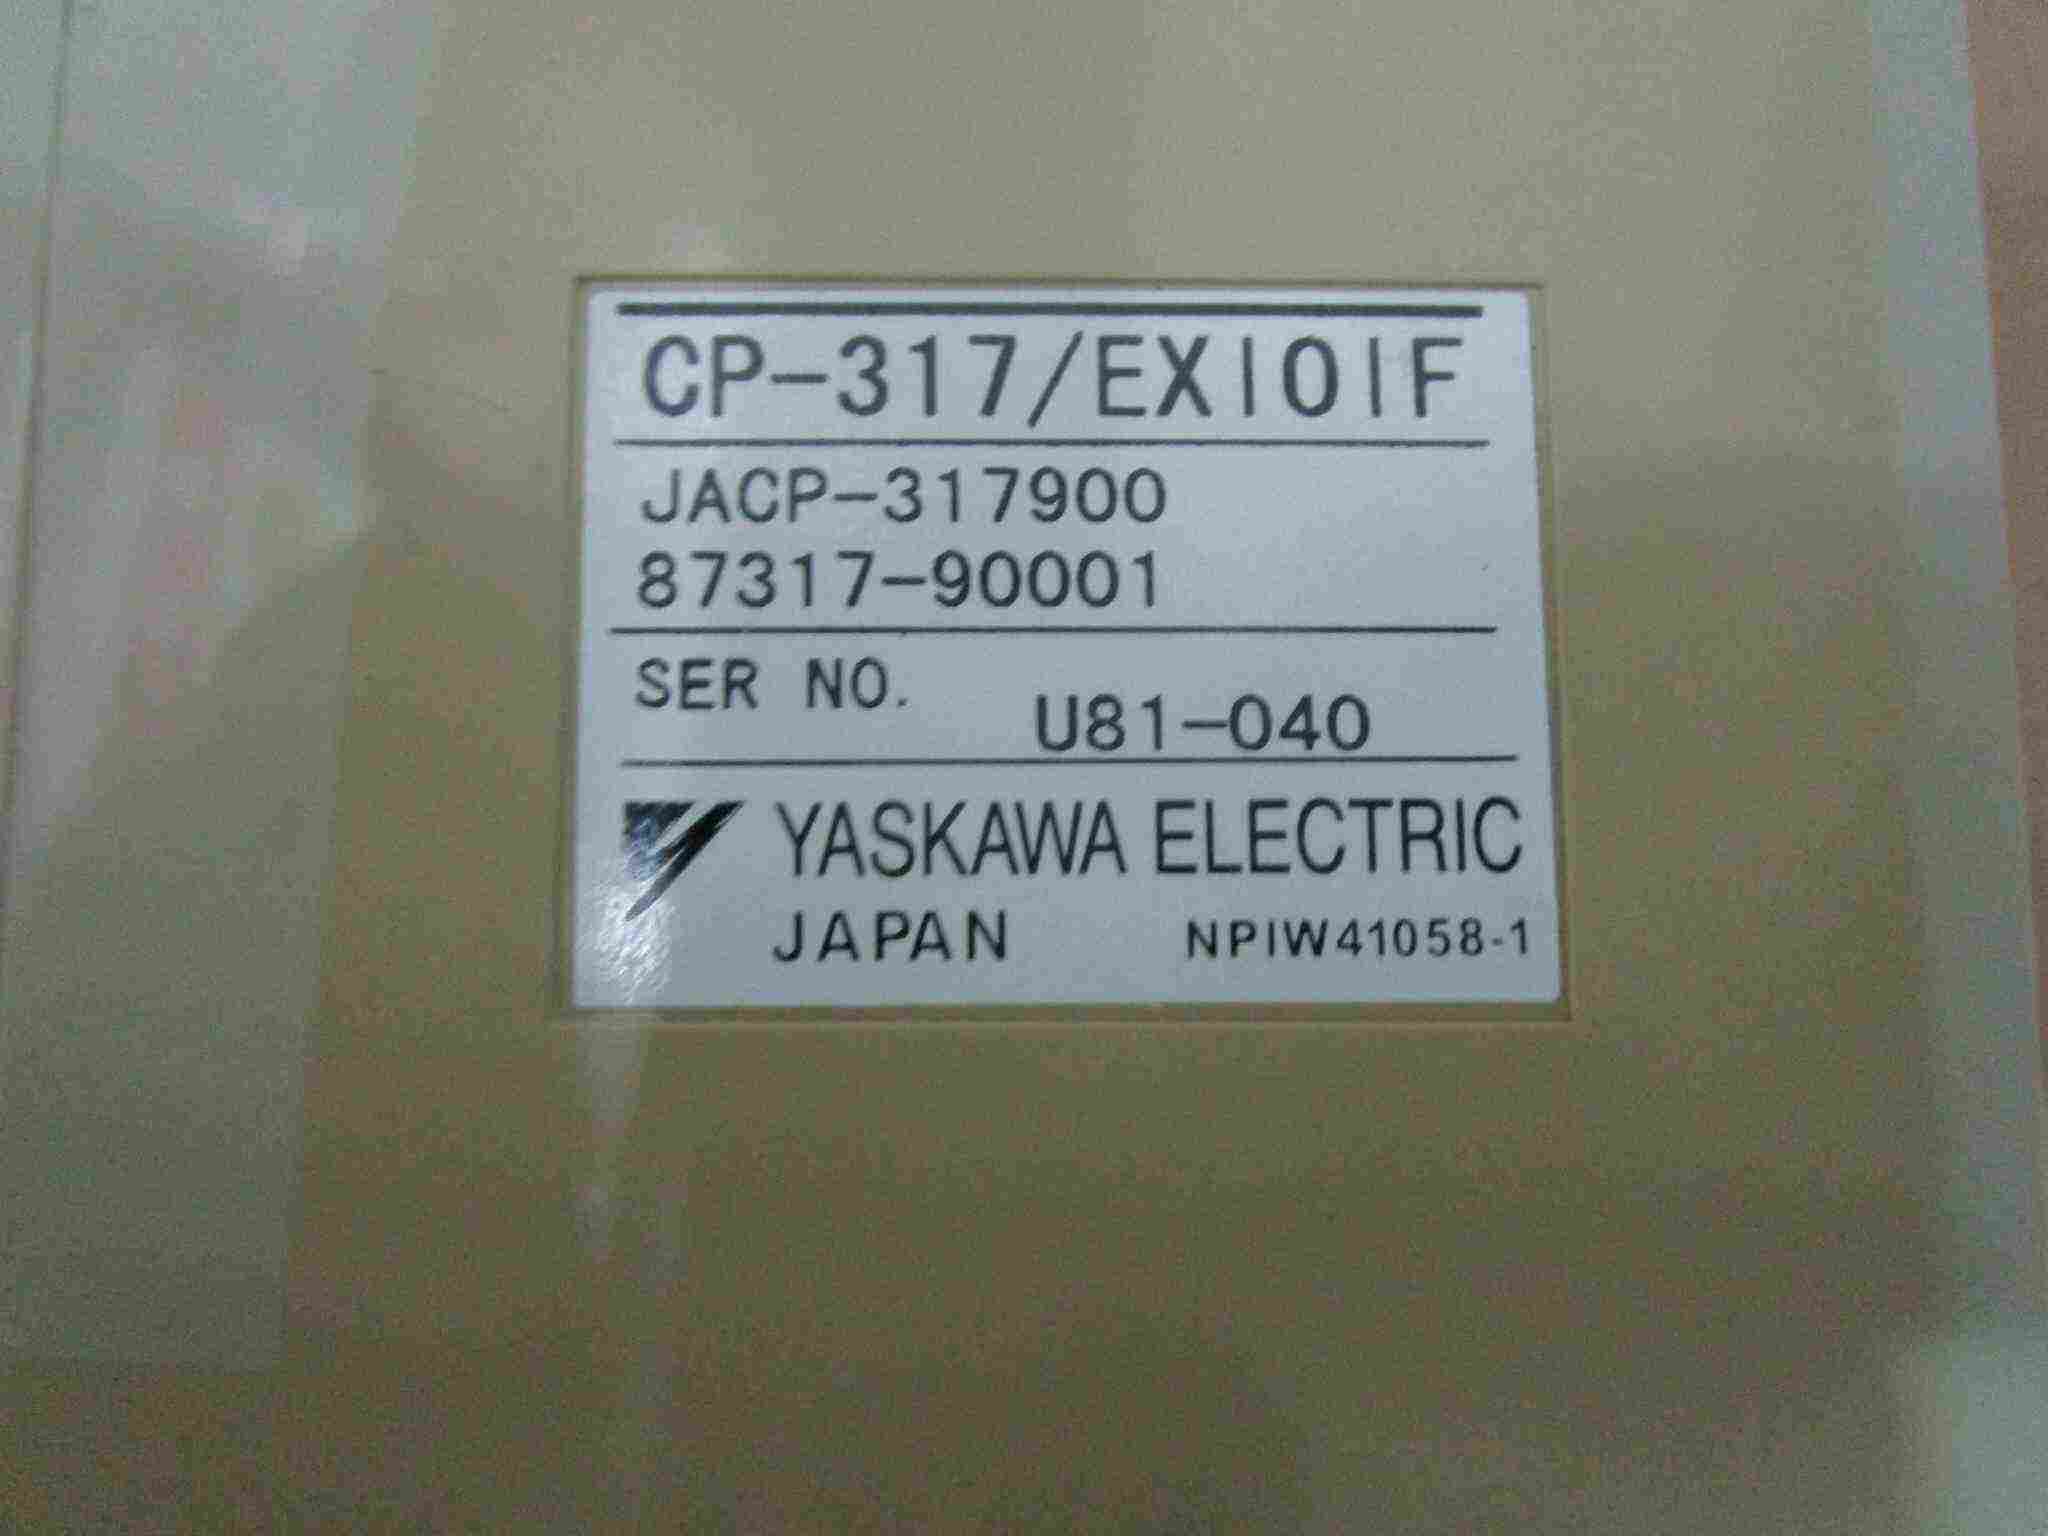 CP-317/EXIOIF
JACP-317900
87317-90001
SER NO. U81-040
YASKAWA ELECTRIC
JAPAN NPIW41058-1